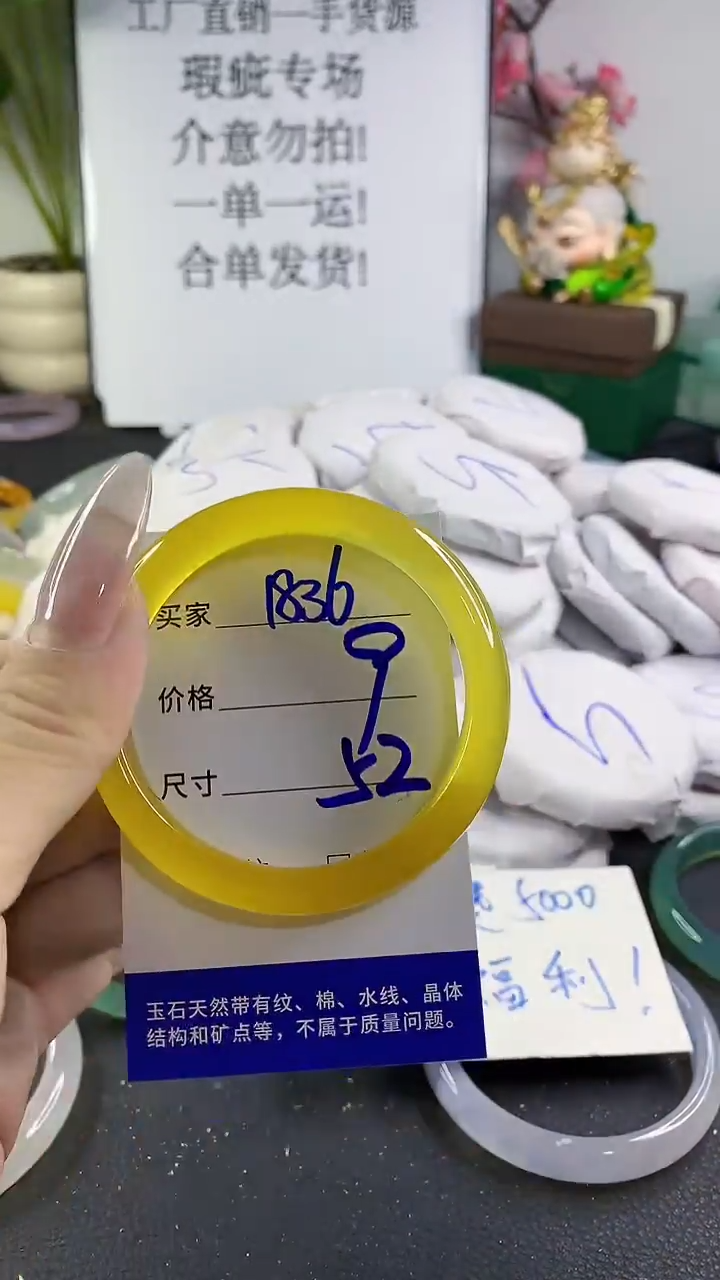 工厂直销一手货源
瑕疵专场
介意勿拍!
一单一运!
合单发货!
买家 1836
价格 9
尺寸 52
玉石天然带有纹、棉、水线、晶体
结构和矿点等，不属于质量问题。
5000
福利!